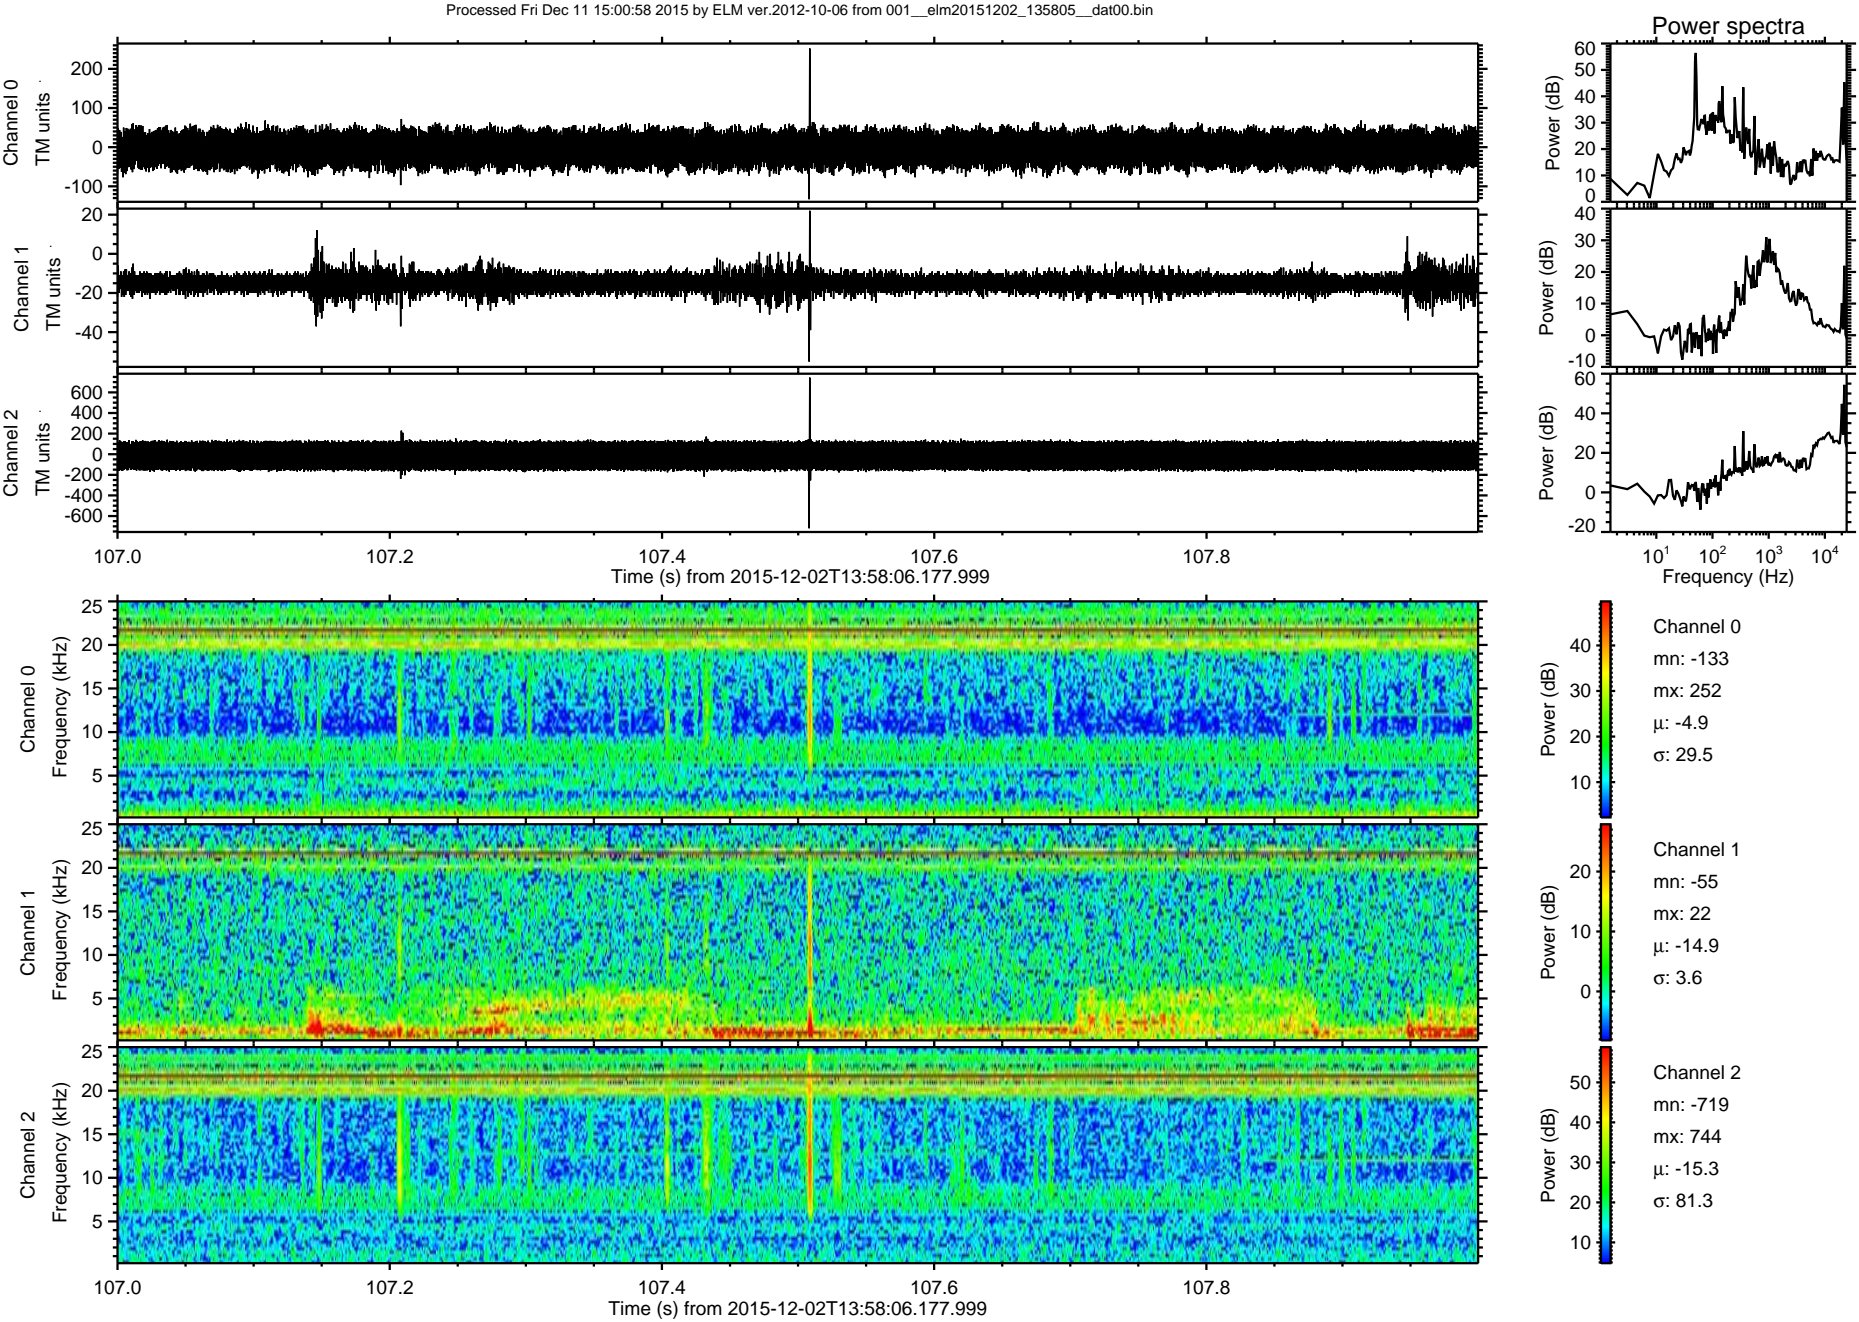 Processed Fri Dec 11 15:00:58 2015 by ELM ver.2012-10-06 from 001__elm20151202_135805__dat00.bin
Power spectra
Channel 0
TM units
200
100
0
-100
Power (dB)
60
50
40
30
20
10
0
Channel 1
TM units
20
0
-20
-40
Power (dB)
40
30
20
10
0
-10
Channel 2
TM units
600
400
200
0
-200
-400
-600
Power (dB)
60
40
20
0
-20
107.0 107.2 107.4 107.6 107.8
Time (s) from 2015-12-02T13:58:06.177.999
10^1 10^2 10^3 10^4
Frequency (Hz)
Channel 0
Frequency (kHz)
25
20
15
10
5
Power (dB)
40
30
20
10
Channel 0
mn: -133
mx: 252
μ: -4.9
σ: 29.5
Channel 1
Frequency (kHz)
25
20
15
10
5
Power (dB)
20
10
0
Channel 1
mn: -55
mx: 22
μ: -14.9
σ: 3.6
Channel 2
Frequency (kHz)
25
20
15
10
5
Power (dB)
50
40
30
20
10
Channel 2
mn: -719
mx: 744
μ: -15.3
σ: 81.3
107.0 107.2 107.4 107.6 107.8
Time (s) from 2015-12-02T13:58:06.177.999